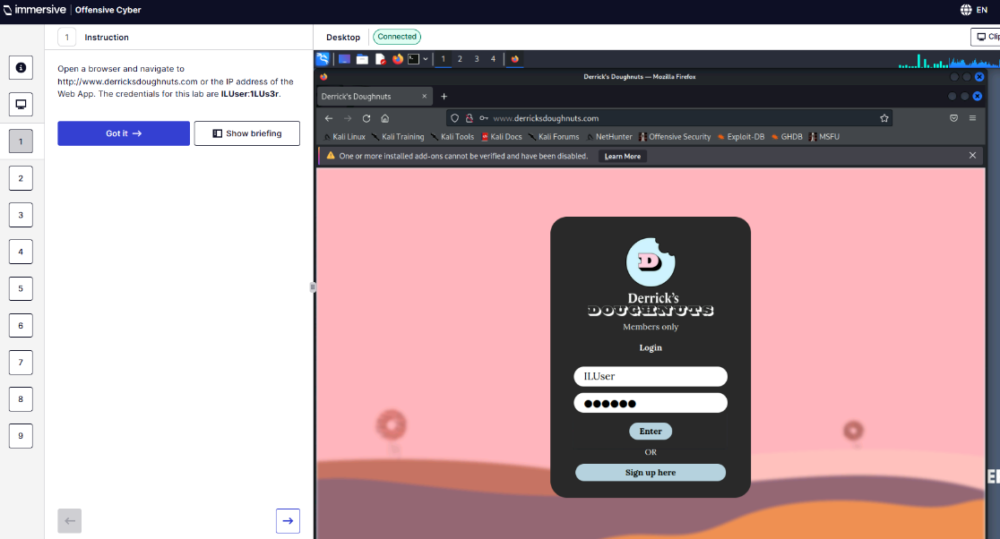 immersive | Offensive Cyber
EN
1 Instruction
Desktop Connected
Open a browser and navigate to
http://www.derricksdoughnuts.com or the IP address of the
Web App. The credentials for this lab are ILUser:1LUs3r.
Got it →
Show briefing
1
2
3
4
5
6
7
8
9
1 2 3 4
Derrick's Doughnuts — Mozilla Firefox
Derrick's Doughnuts × +
www.derricksdoughnuts.com
Kali Linux Kali Training Kali Tools Kali Docs Kali Forums NetHunter Offensive Security Exploit-DB GHDB MSFU
One or more installed add-ons cannot be verified and have been disabled. Learn More
D
Derrick's
DOUGHNUTS
Members only
Login
ILUser
●●●●●●
Enter
OR
Sign up here